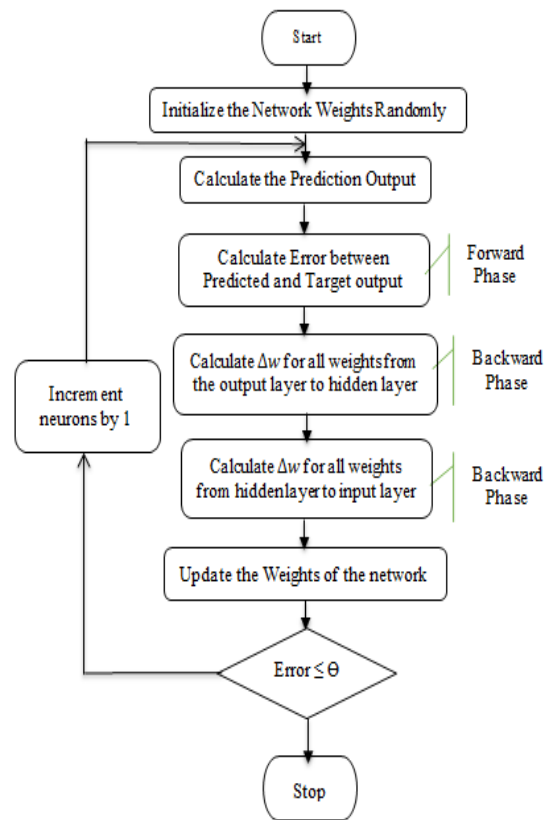 Start
Initialize the Network Weights Randomly
Calculate the Prediction Output
Calculate Error between
Predicted and Target output
Forward
Phase
Calculate Δw for all weights from
the output layer to hidden layer
Backward
Phase
Increment
neurons by 1
Calculate Δw for all weights
from hidden layer to input layer
Backward
Phase
Update the Weights of the network
Error ≤ Θ
Stop